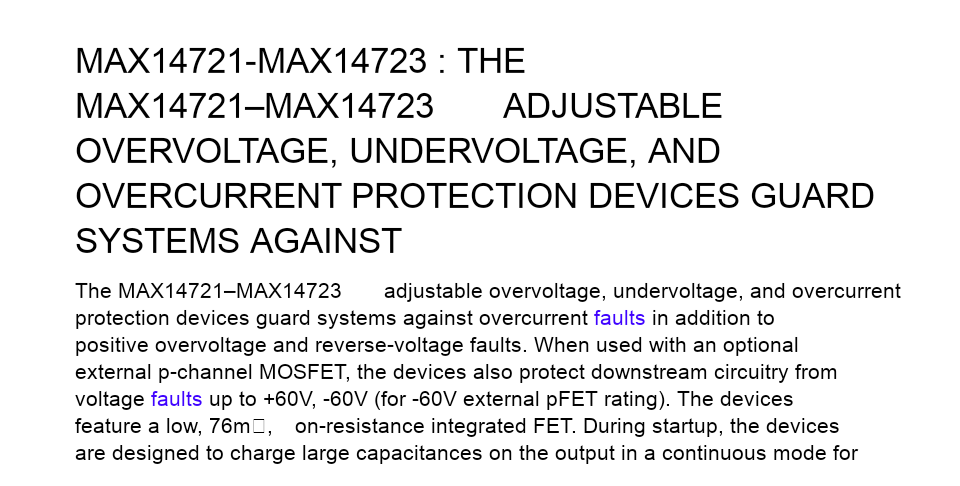 MAX14721-MAX14723 : THE
MAX14721–MAX14723 ADJUSTABLE
OVERVOLTAGE, UNDERVOLTAGE, AND
OVERCURRENT PROTECTION DEVICES GUARD
SYSTEMS AGAINST
The MAX14721–MAX14723 adjustable overvoltage, undervoltage, and overcurrent
protection devices guard systems against overcurrent faults in addition to
positive overvoltage and reverse-voltage faults. When used with an optional
external p-channel MOSFET, the devices also protect downstream circuitry from
voltage faults up to +60V, -60V (for -60V external pFET rating). The devices
feature a low, 76m□, on-resistance integrated FET. During startup, the devices
are designed to charge large capacitances on the output in a continuous mode for